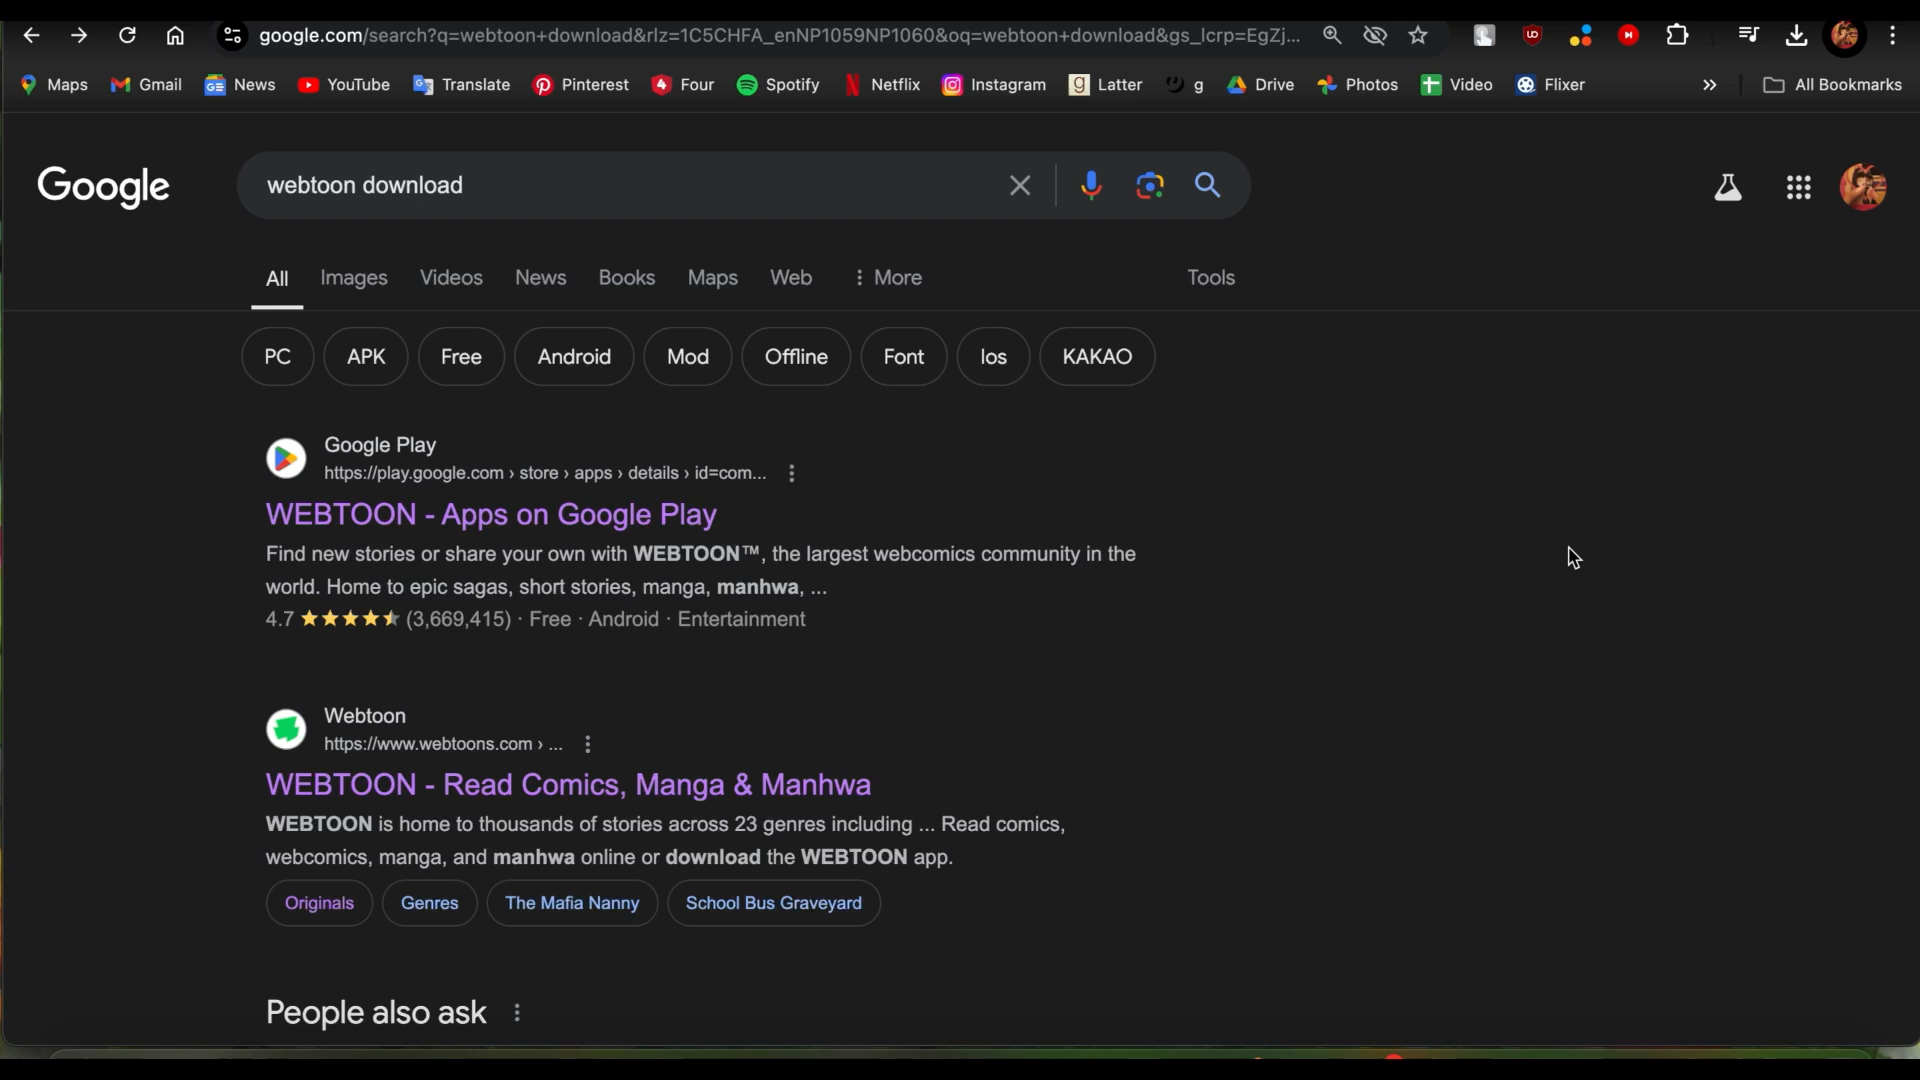 google.com/search?q=webtoon+download&rlz=1C5CHFA_enNP1059NP1060&oq=webtoon+download&gs_lcrp=EgZj...
Maps Gmail News YouTube Translate Pinterest Four Spotify Netflix Instagram Latter g Drive Photos Video Flixer » All Bookmarks
Google webtoon download
All Images Videos News Books Maps Web More Tools
PC APK Free Android Mod Offline Font Ios KAKAO
Google Play
https://play.google.com › store › apps › details › id=com...
WEBTOON - Apps on Google Play
Find new stories or share your own with WEBTOON™, the largest webcomics community in the
world. Home to epic sagas, short stories, manga, manhwa, ...
4.7 ★★★★★ (3,669,415) · Free · Android · Entertainment
Webtoon
https://www.webtoons.com › ...
WEBTOON - Read Comics, Manga & Manhwa
WEBTOON is home to thousands of stories across 23 genres including ... Read comics,
webcomics, manga, and manhwa online or download the WEBTOON app.
Originals Genres The Mafia Nanny School Bus Graveyard
People also ask